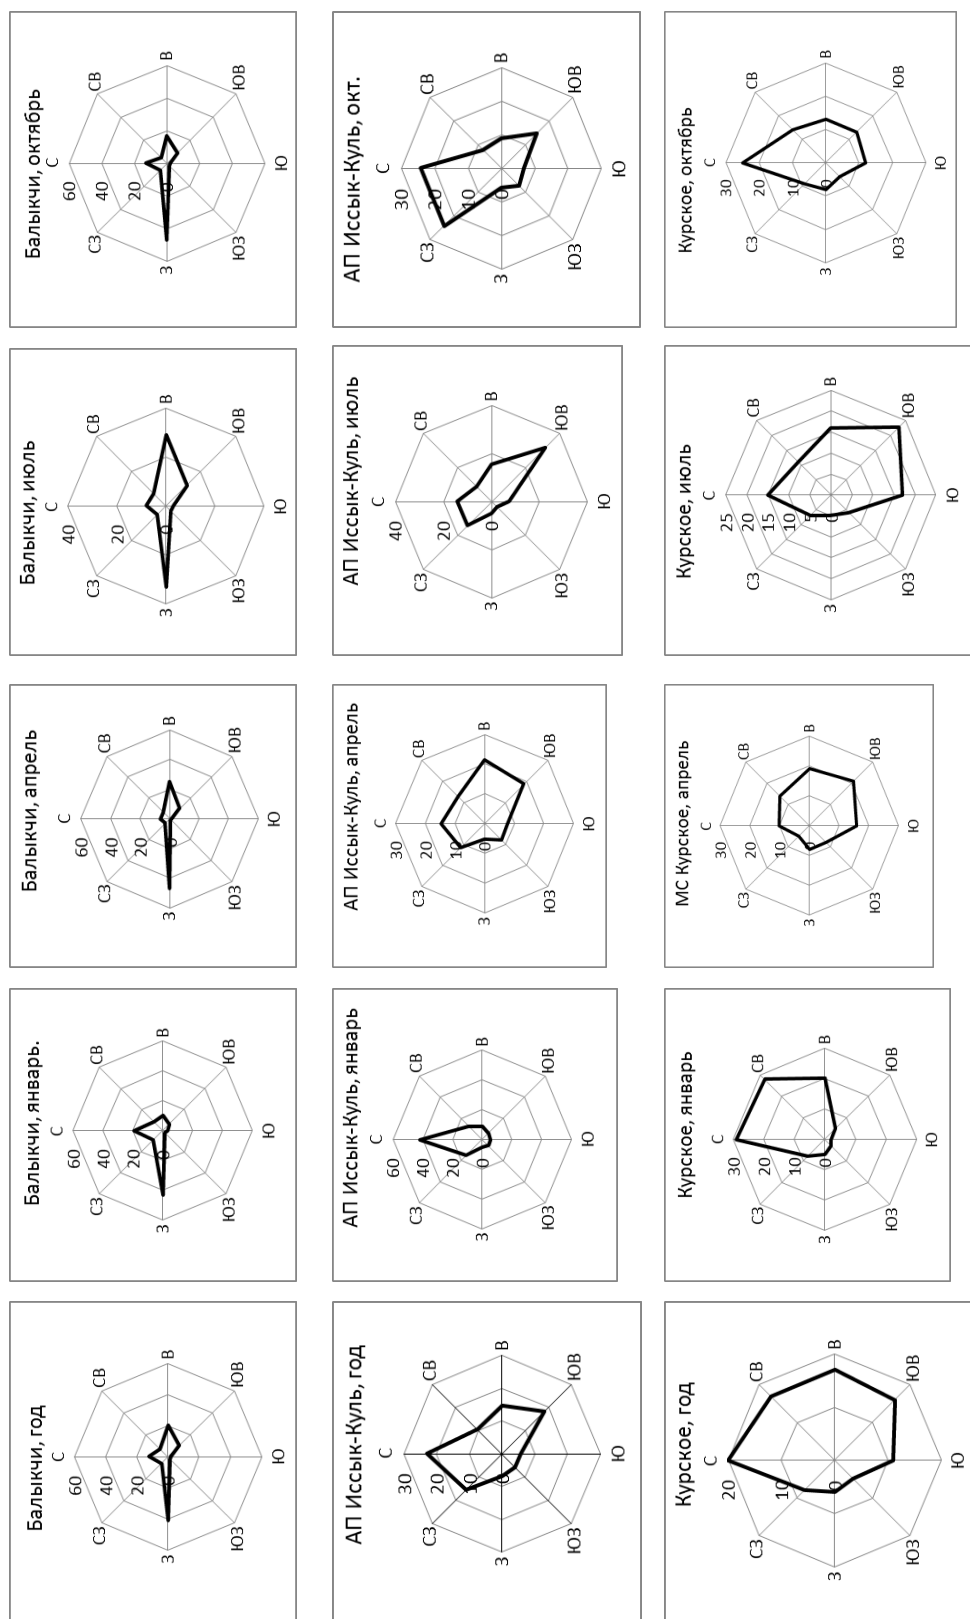 Балыкчи, год
С
60
СЗ
СВ
40
20
0
З
В
ЮЗ
ЮВ
Ю
Балыкчи, январь.
С
60
СЗ
СВ
40
20
0
З
В
ЮЗ
ЮВ
Ю
Балыкчи, апрель
С
60
СЗ
СВ
40
20
0
З
В
ЮЗ
ЮВ
Ю
Балыкчи, июль
С
40
СЗ
СВ
20
0
З
В
ЮЗ
ЮВ
Ю
Балыкчи, октябрь
С
60
СЗ
СВ
40
20
0
З
В
ЮЗ
ЮВ
Ю
АП Иссык-Куль, год
С
30
СЗ
СВ
20
10
0
З
В
ЮЗ
ЮВ
Ю
АП Иссык-Куль, январь
С
60
СЗ
СВ
40
20
0
З
В
ЮЗ
ЮВ
Ю
АП Иссык-Куль, апрель
С
30
СЗ
СВ
20
10
0
З
В
ЮЗ
ЮВ
Ю
АП Иссык-Куль, июль
С
40
СЗ
СВ
20
0
З
В
ЮЗ
ЮВ
Ю
АП Иссык-Куль, окт.
С
30
СЗ
СВ
20
10
0
З
В
ЮЗ
ЮВ
Ю
Курское, год
С
20
СЗ
СВ
10
0
З
В
ЮЗ
ЮВ
Ю
Курское, январь
С
30
СЗ
СВ
20
10
0
З
В
ЮЗ
ЮВ
Ю
МС Курское, апрель
С
30
СЗ
СВ
20
10
0
З
В
ЮЗ
ЮВ
Ю
Курское, июль
С
25
СЗ
СВ
20
15
10
5
0
З
В
ЮЗ
ЮВ
Ю
Курское, октябрь
С
30
СЗ
СВ
20
10
0
З
В
ЮЗ
ЮВ
Ю